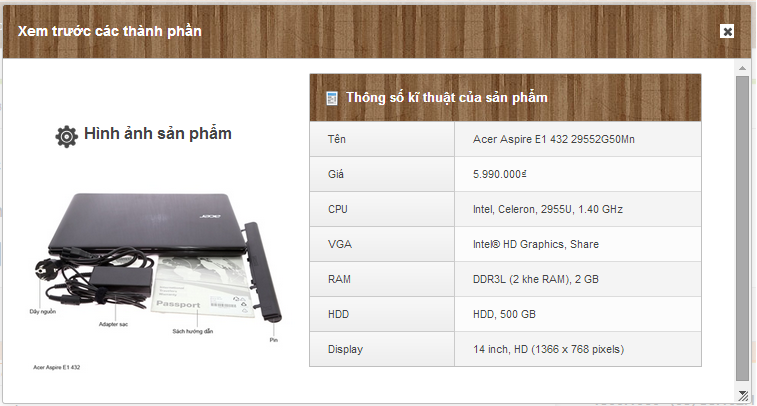 Xem trước các thành phần
Hình ảnh sản phẩm
acer
Passport
Dây nguồn
Adapter sạc
Sách hướng dẫn
Pin
Acer Aspire E1 432
Thông số kĩ thuật của sản phẩm
Tên Acer Aspire E1 432 29552G50Mn
Giá 5.990.000₫
CPU Intel, Celeron, 2955U, 1.40 GHz
VGA Intel® HD Graphics, Share
RAM DDR3L (2 khe RAM), 2 GB
HDD HDD, 500 GB
Display 14 inch, HD (1366 x 768 pixels)